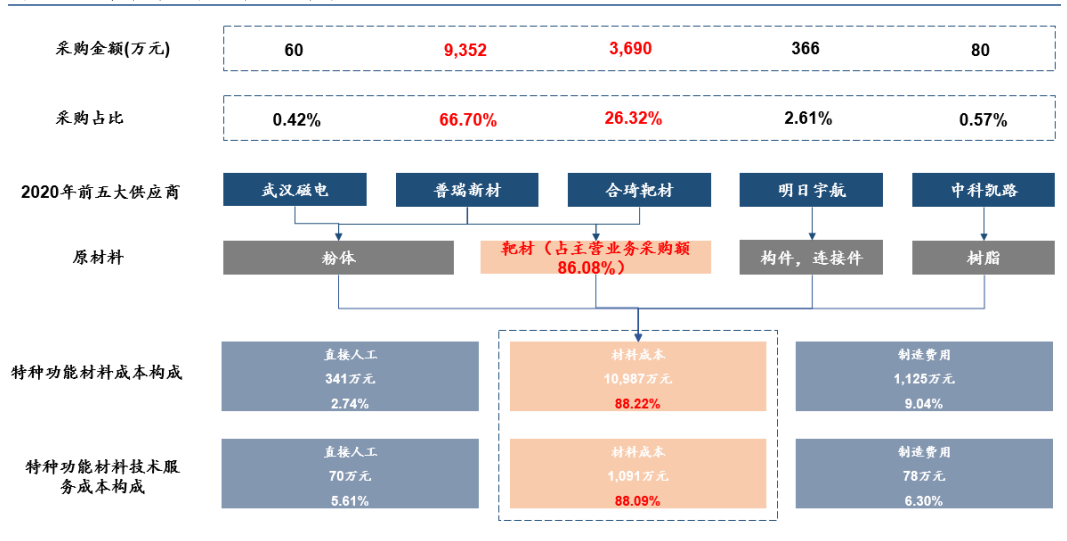 采购金额(万元)
60
9,352
3,690
366
80
采购占比
0.42%
66.70%
26.32%
2.61%
0.57%
2020年前五大供应商
武汉磁电
普瑞新材
合琦靶材
明日宇航
中科凯路
原材料
粉体
靶材（占主营业务采购额
86.08%）
构件，连接件
树脂
特种功能材料成本构成
直接人工
341万元
2.74%
材料成本
10,987万元
88.22%
制造费用
1,125万元
9.04%
特种功能材料技术服
务成本构成
直接人工
70万元
5.61%
材料成本
1,091万元
88.09%
制造费用
78万元
6.30%